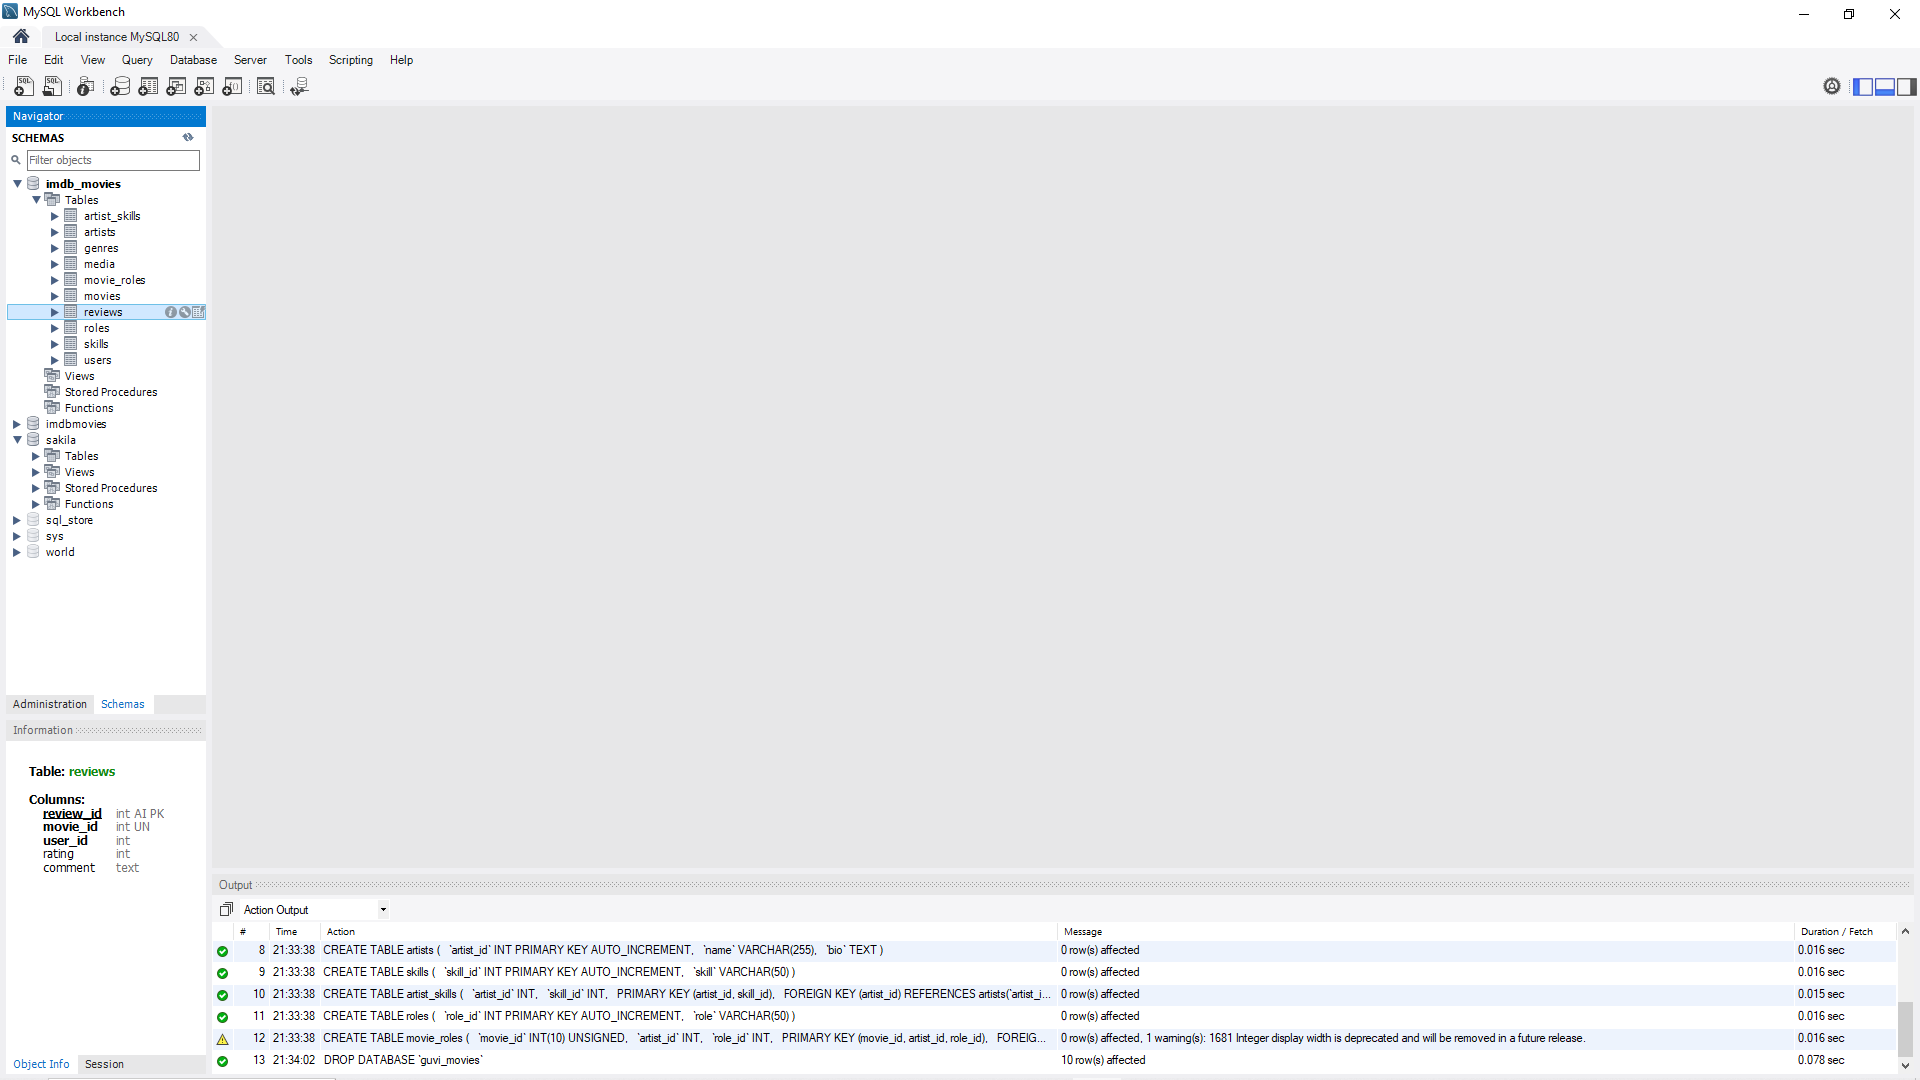 MySQL Workbench
Local instance MySQL80
File Edit View Query Database Server Tools Scripting Help
Navigator
SCHEMAS
Filter objects
imdb_movies
Tables
artist_skills
artists
genres
media
movie_roles
movies
reviews
roles
skills
users
Views
Stored Procedures
Functions
imdbmovies
sakila
Tables
Views
Stored Procedures
Functions
sql_store
sys
world
Administration Schemas
Information
Table: reviews
Columns:
review_id int AI PK
movie_id int UN
user_id int
rating int
comment text
Object Info Session
Output
Action Output
# Time Action Message Duration / Fetch
8 21:33:38 CREATE TABLE artists ( `artist_id` INT PRIMARY KEY AUTO_INCREMENT, `name` VARCHAR(255), `bio` TEXT ) 0 row(s) affected 0.016 sec
9 21:33:38 CREATE TABLE skills ( `skill_id` INT PRIMARY KEY AUTO_INCREMENT, `skill` VARCHAR(50) ) 0 row(s) affected 0.016 sec
10 21:33:38 CREATE TABLE artist_skills ( `artist_id` INT, `skill_id` INT, PRIMARY KEY (artist_id, skill_id), FOREIGN KEY (artist_id) REFERENCES artists(`artist_i... 0 row(s) affected 0.015 sec
11 21:33:38 CREATE TABLE roles ( `role_id` INT PRIMARY KEY AUTO_INCREMENT, `role` VARCHAR(50) ) 0 row(s) affected 0.016 sec
12 21:33:38 CREATE TABLE movie_roles ( `movie_id` INT(10) UNSIGNED, `artist_id` INT, `role_id` INT, PRIMARY KEY (movie_id, artist_id, role_id), FOREIG... 0 row(s) affected, 1 warning(s): 1681 Integer display width is deprecated and will be removed in a future release. 0.016 sec
13 21:34:02 DROP DATABASE `guvi_movies` 10 row(s) affected 0.078 sec